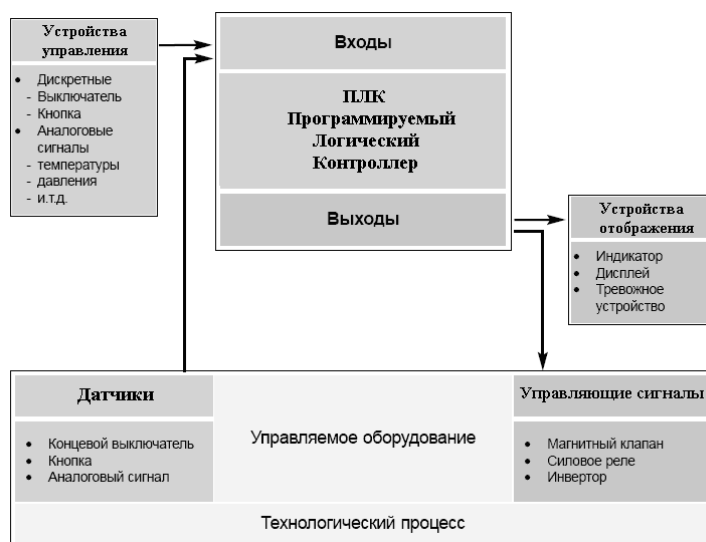 Устройства
управления
• Дискретные
- Выключатель
- Кнопка
• Аналоговые
сигналы
- температуры
- давления
- и.т.д.
Входы
ПЛК
Программируемый
Логический
Контроллер
Выходы
Устройства
отображения
• Индикатор
• Дисплей
• Тревожное
устройство
Датчики
• Концевой выключатель
• Кнопка
• Аналоговый сигнал
Управляемое оборудование
Управляющие сигналы
• Магнитный клапан
• Силовое реле
• Инвертор
Технологический процесс